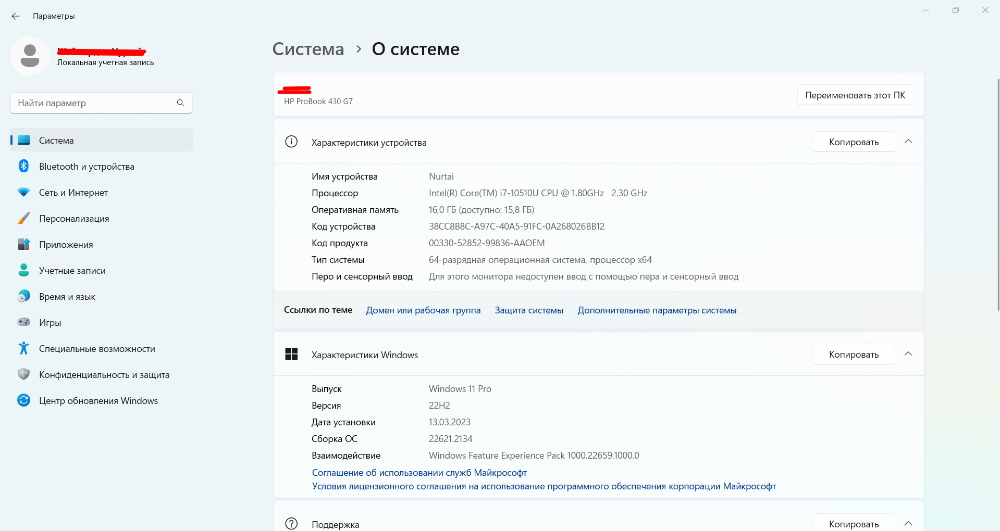 Параметры
Локальная учетная запись
Найти параметр
Система
Bluetooth и устройства
Сеть и Интернет
Персонализация
Приложения
Учетные записи
Время и язык
Игры
Специальные возможности
Конфиденциальность и защита
Центр обновления Windows
Система > О системе
HP ProBook 430 G7
Переименовать этот ПК
Характеристики устройства
Копировать
Имя устройства Nurtai
Процессор Intel(R) Core(TM) i7-10510U CPU @ 1.80GHz 2.30 GHz
Оперативная память 16,0 ГБ (доступно: 15,8 ГБ)
Код устройства 38CC8B8C-A97C-40A5-91FC-0A268026BB12
Код продукта 00330-52852-99836-AAOEM
Тип системы 64-разрядная операционная система, процессор x64
Перо и сенсорный ввод Для этого монитора недоступен ввод с помощью пера и сенсорный ввод
Ссылки по теме Домен или рабочая группа Защита системы Дополнительные параметры системы
Характеристики Windows
Копировать
Выпуск Windows 11 Pro
Версия 22H2
Дата установки 13.03.2023
Сборка ОС 22621.2134
Взаимодействие Windows Feature Experience Pack 1000.22659.1000.0
Соглашение об использовании служб Майкрософт
Условия лицензионного соглашения на использование программного обеспечения корпорации Майкрософт
Поддержка
Копировать